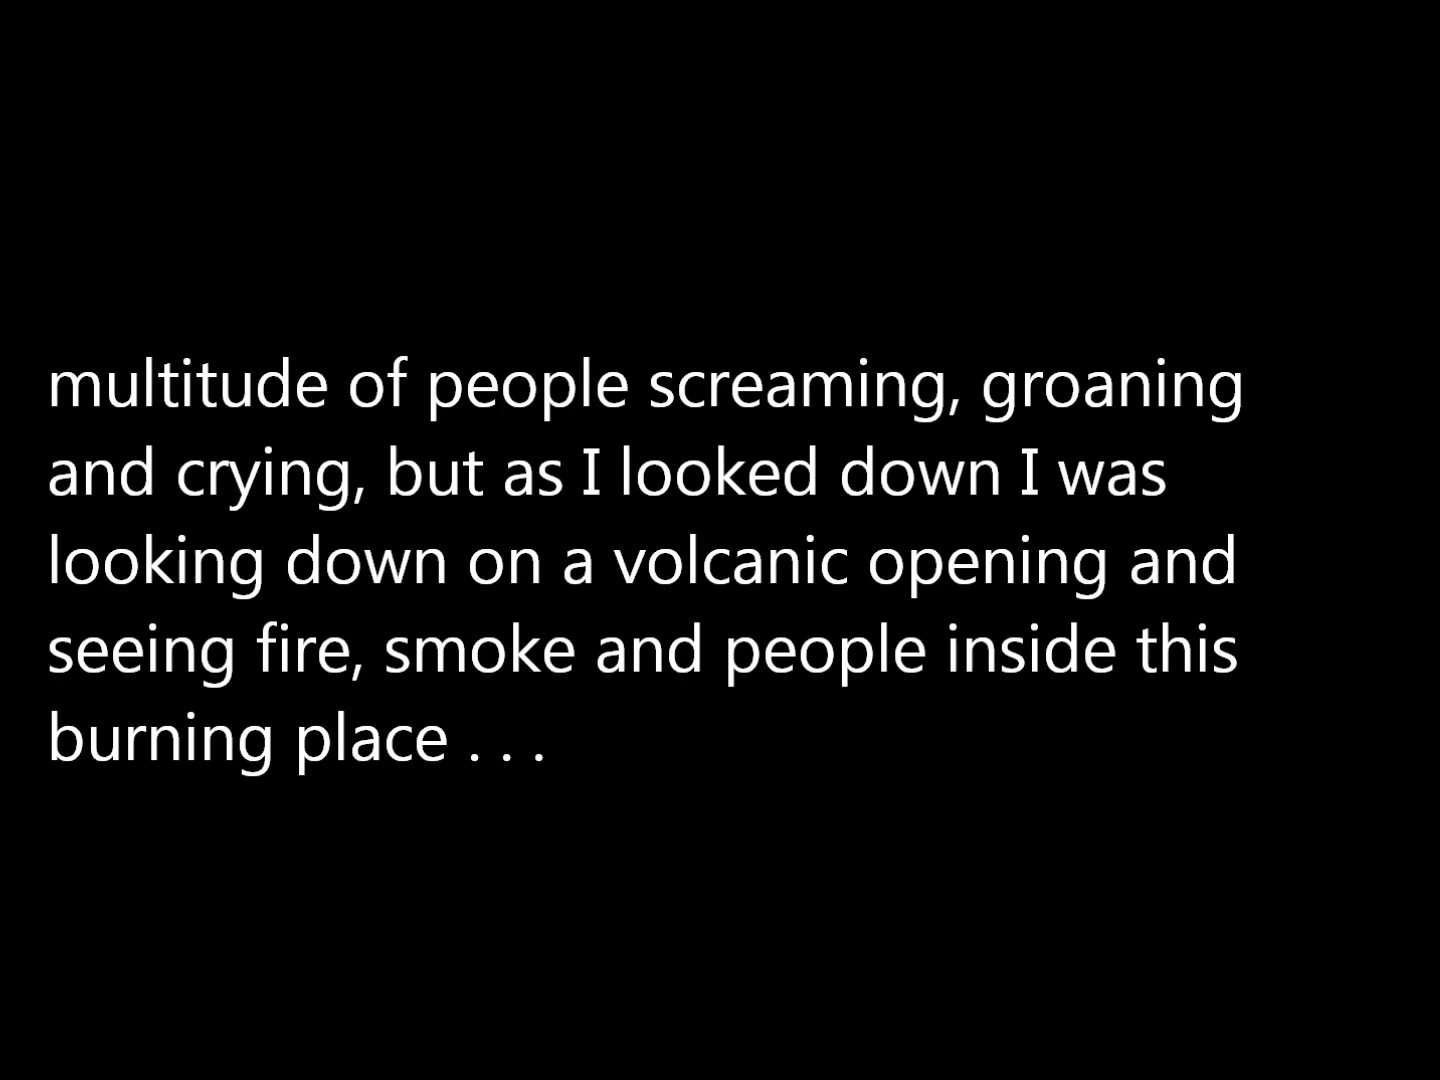 multitude of people screaming, groaning
and crying, but as I looked down I was
looking down on a volcanic opening and
seeing fire, smoke and people inside this
burning place . . .